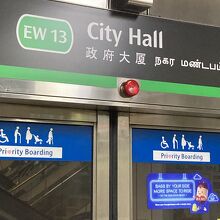 EW 13
City Hall
政府大厦 நகர மண்டபம்
Priority Boarding
Priority Boarding
BAG BY YOUR SIDE
MORE SPACE TO RIDE